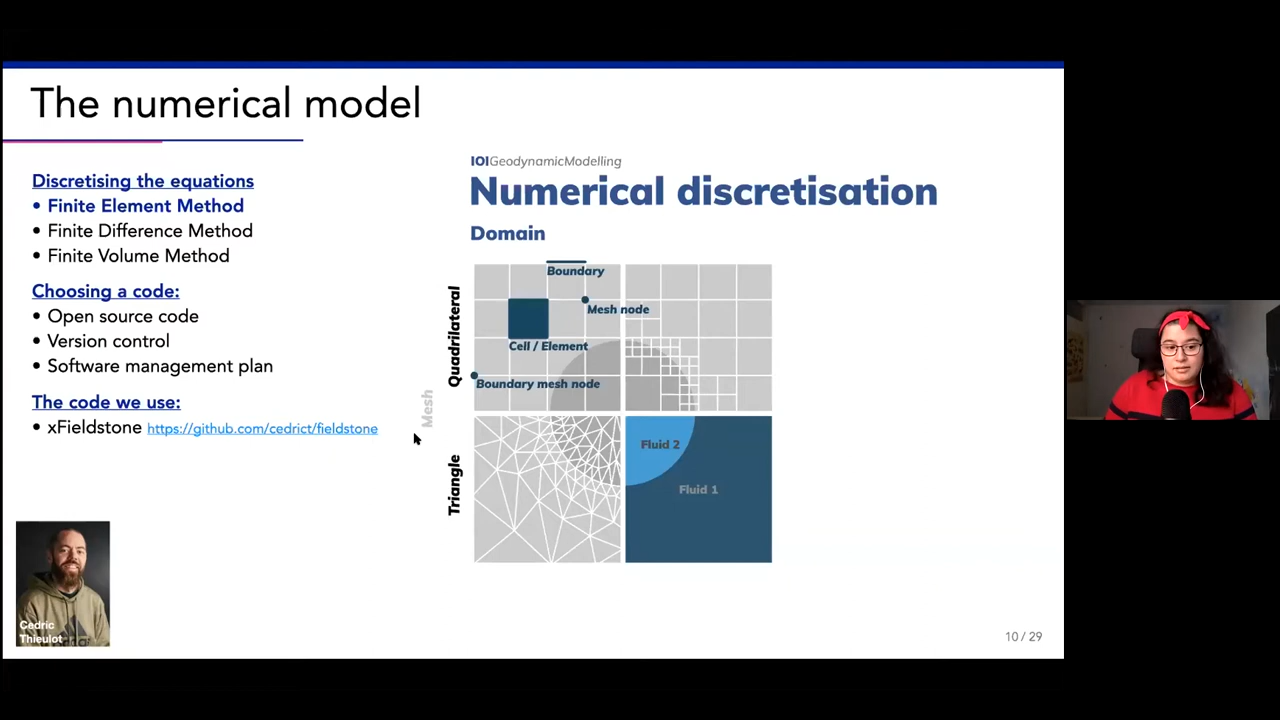 The numerical model
Discretising the equations
• Finite Element Method
• Finite Difference Method
• Finite Volume Method
Choosing a code:
• Open source code
• Version control
• Software management plan
The code we use:
• xFieldstone https://github.com/cedrict/fieldstone
Cedric
Thieulot
IOIGeodynamicModelling
Numerical discretisation
Domain
Mesh
Quadrilateral
Boundary
Mesh node
Cell / Element
Boundary mesh node
Triangle
Fluid 2
Fluid 1
10 / 29